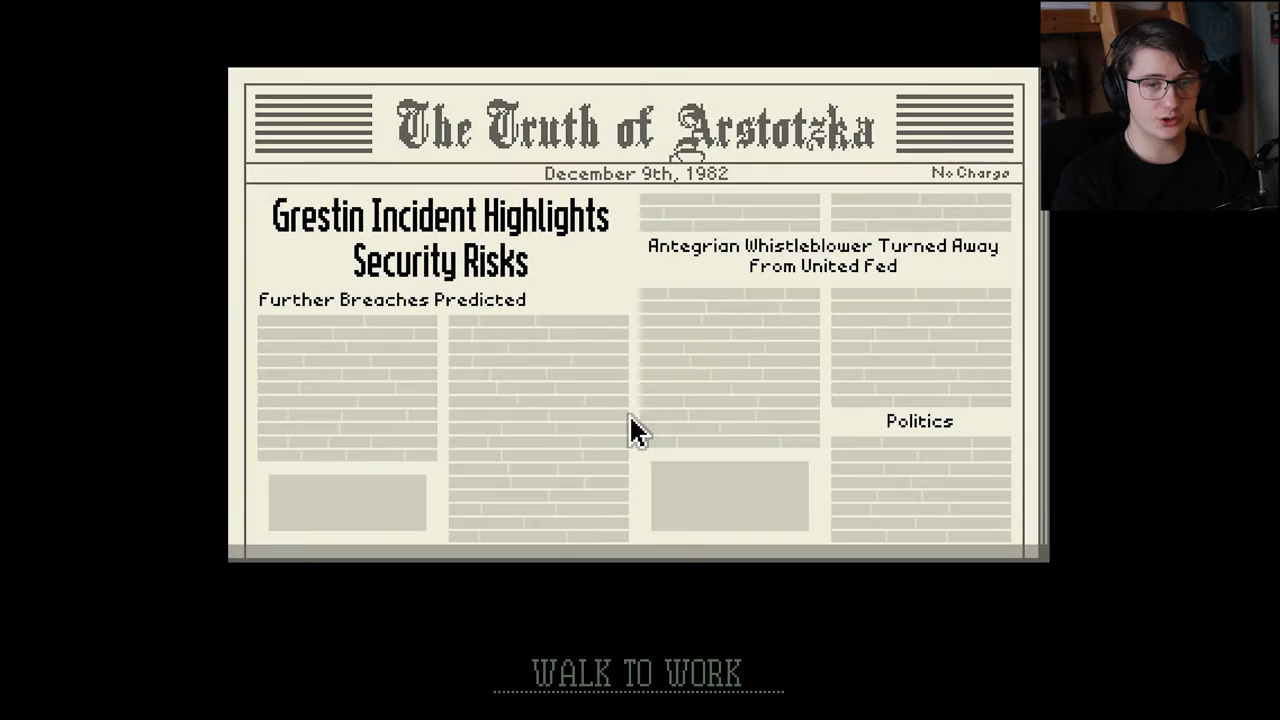 The Truth of Arstotzka
December 9th, 1982
No Charge
Grestin Incident Highlights
Security Risks
Further Breaches Predicted
Antegrian Whistleblower Turned Away
From United Fed
Politics
WALK TO WORK